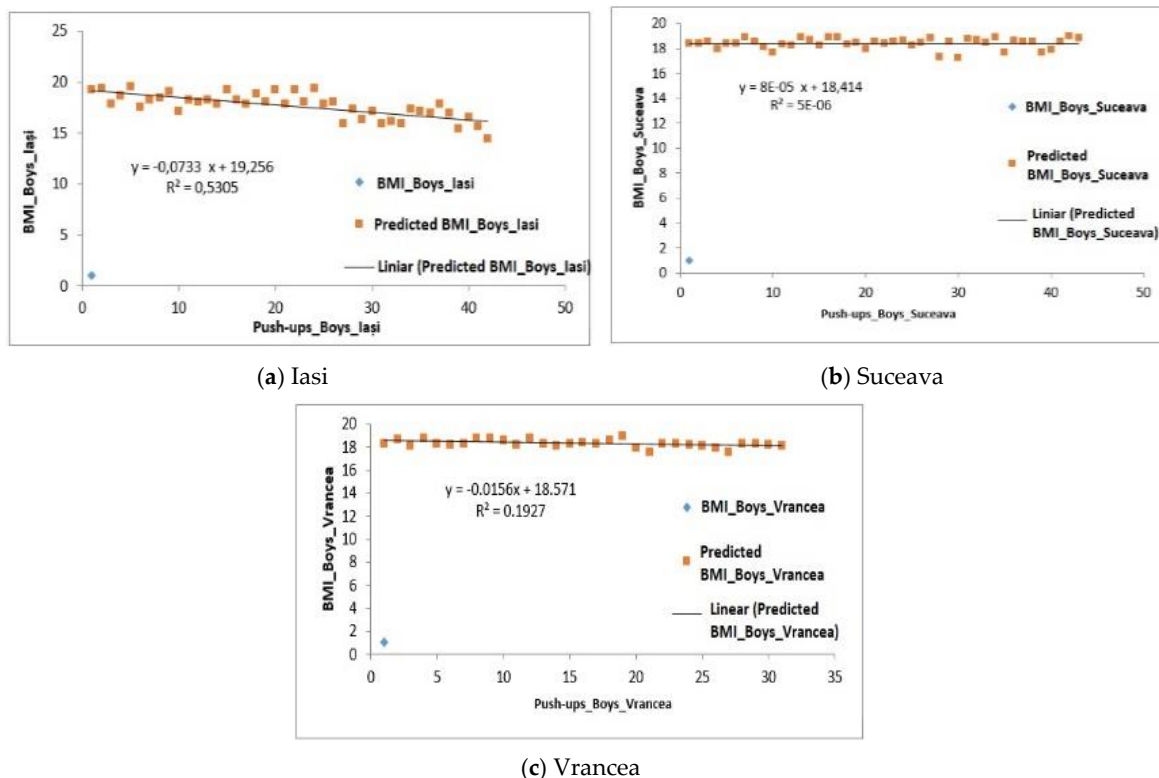 25
20
15
10
5
0
BMI_Boys_Iași
y = -0,0733 x + 19,256
R² = 0,5305
BMI_Boys_Iasi
Predicted BMI_Boys_Iasi
Liniar (Predicted BMI_Boys_Iasi)
0 10 20 30 40 50
Push-ups_Boys_Iași
(a) Iasi
20
18
16
14
12
10
8
6
4
2
0
BMI_Boys_Suceava
y = 8E-05 x + 18,414
R² = 5E-06
BMI_Boys_Suceava
Predicted
BMI_Boys_Suceava
Liniar (Predicted
BMI_Boys_Suceava)
0 10 20 30 40 50
Push-ups_Boys_Suceava
(b) Suceava
20
18
16
14
12
10
8
6
4
2
0
BMI_Boys_Vrancea
y = -0.0156x + 18.571
R² = 0.1927
BMI_Boys_Vrancea
Predicted
BMI_Boys_Vrancea
Linear (Predicted
BMI_Boys_Vrancea)
0 5 10 15 20 25 30 35
Push-ups_Boys_Vrancea
(c) Vrancea